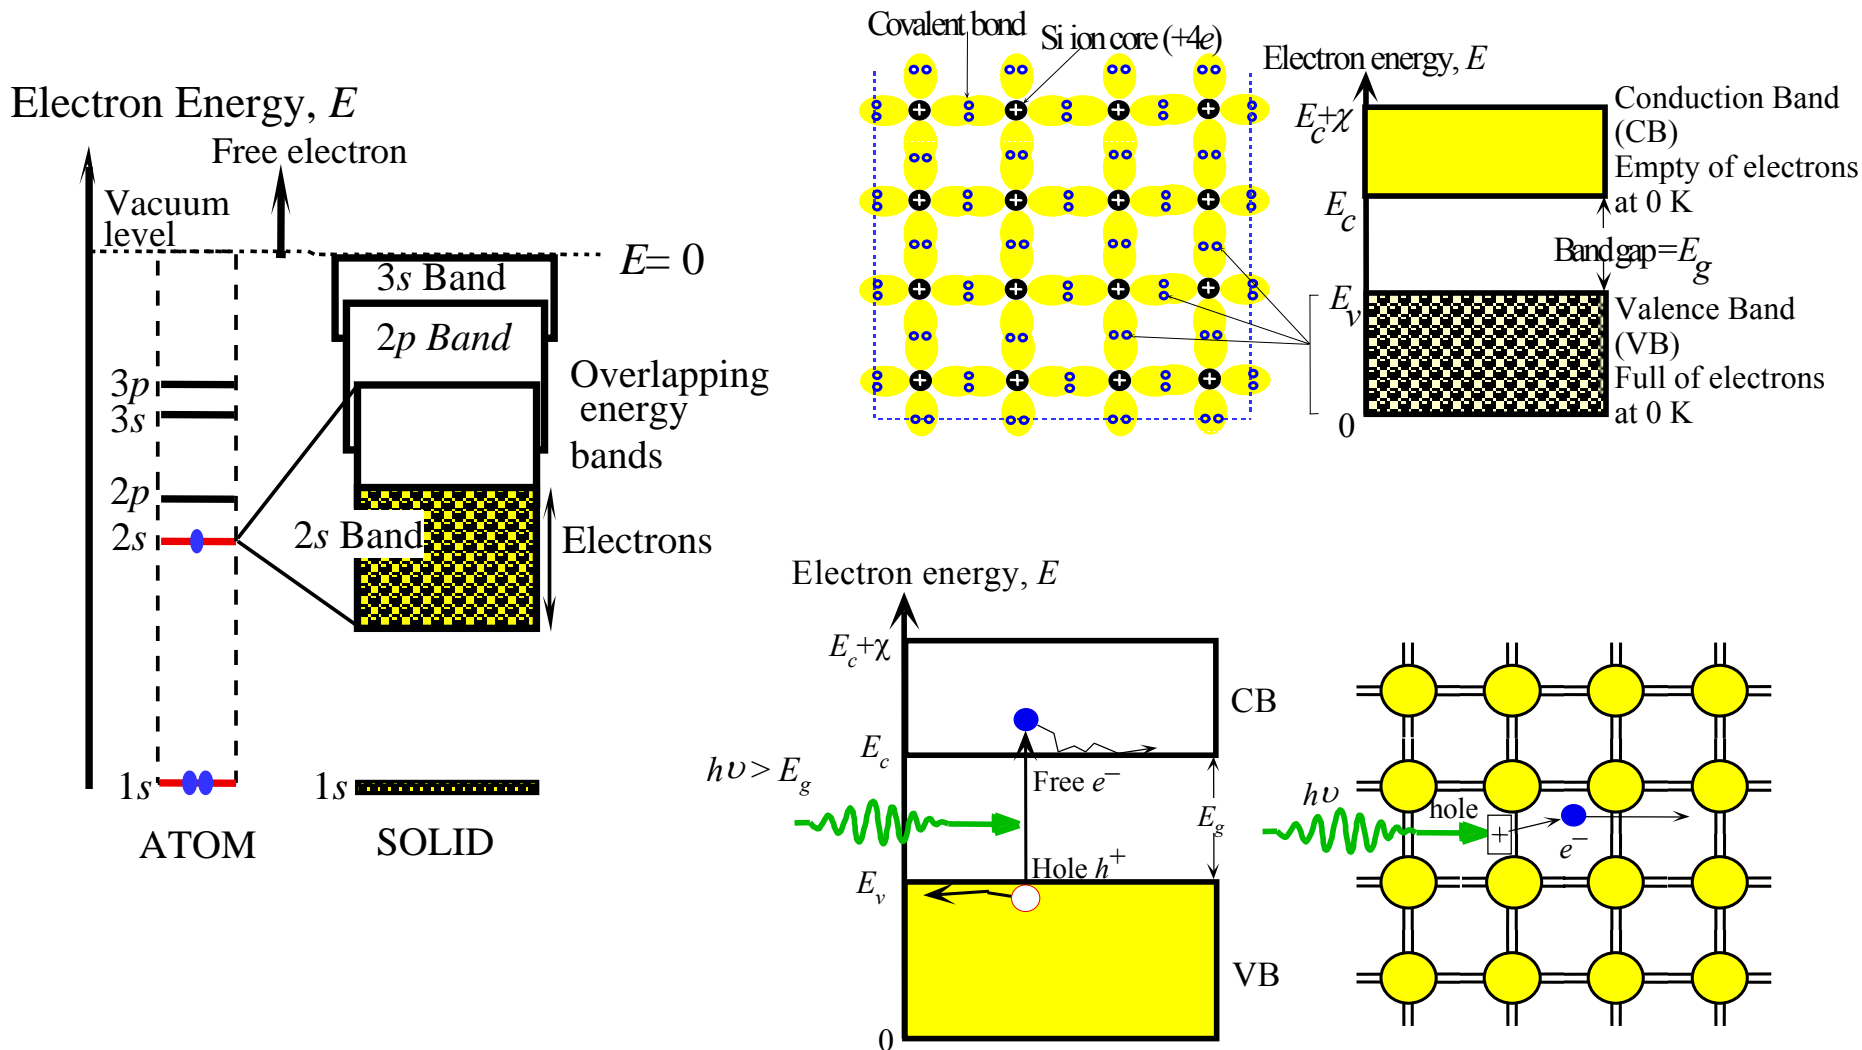 Electron Energy, E
Free electron
Vacuum
level
E= 0
3s Band
2p Band
Overlapping
energy
bands
3p
3s
2p
2s
2s Band
Electrons
1s
1s
ATOM
SOLID
Covalent bond
Si ion core (+4e)
Electron energy, E
Ec+χ
Conduction Band
(CB)
Empty of electrons
at 0 K
Ec
Band gap = Eg
Ev
Valence Band
(VB)
Full of electrons
at 0 K
0
Electron energy, E
Ec+χ
CB
Ec
hυ > Eg
Free e–
Eg
Hole h+
Ev
VB
0
hυ
hole
+
e–